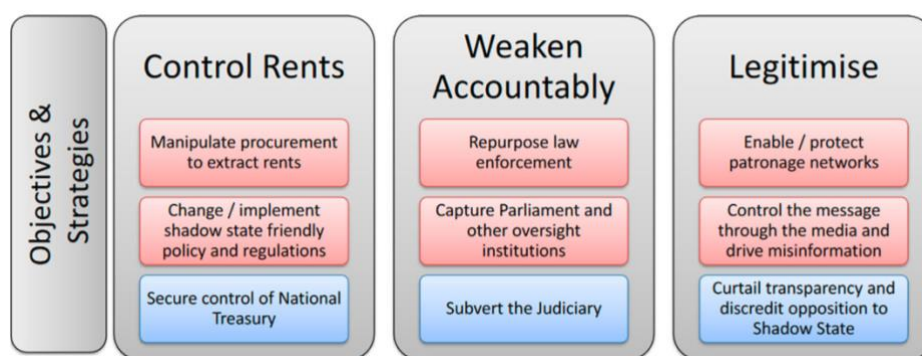 Objectives &
Strategies
Control Rents
Manipulate procurement
to extract rents
Change / implement
shadow state friendly
policy and regulations
Secure control of National
Treasury
Weaken
Accountably
Repurpose law
enforcement
Capture Parliament and
other oversight
institutions
Subvert the Judiciary
Legitimise
Enable / protect
patronage networks
Control the message
through the media and
drive misinformation
Curtail transparency and
discredit opposition to
Shadow State